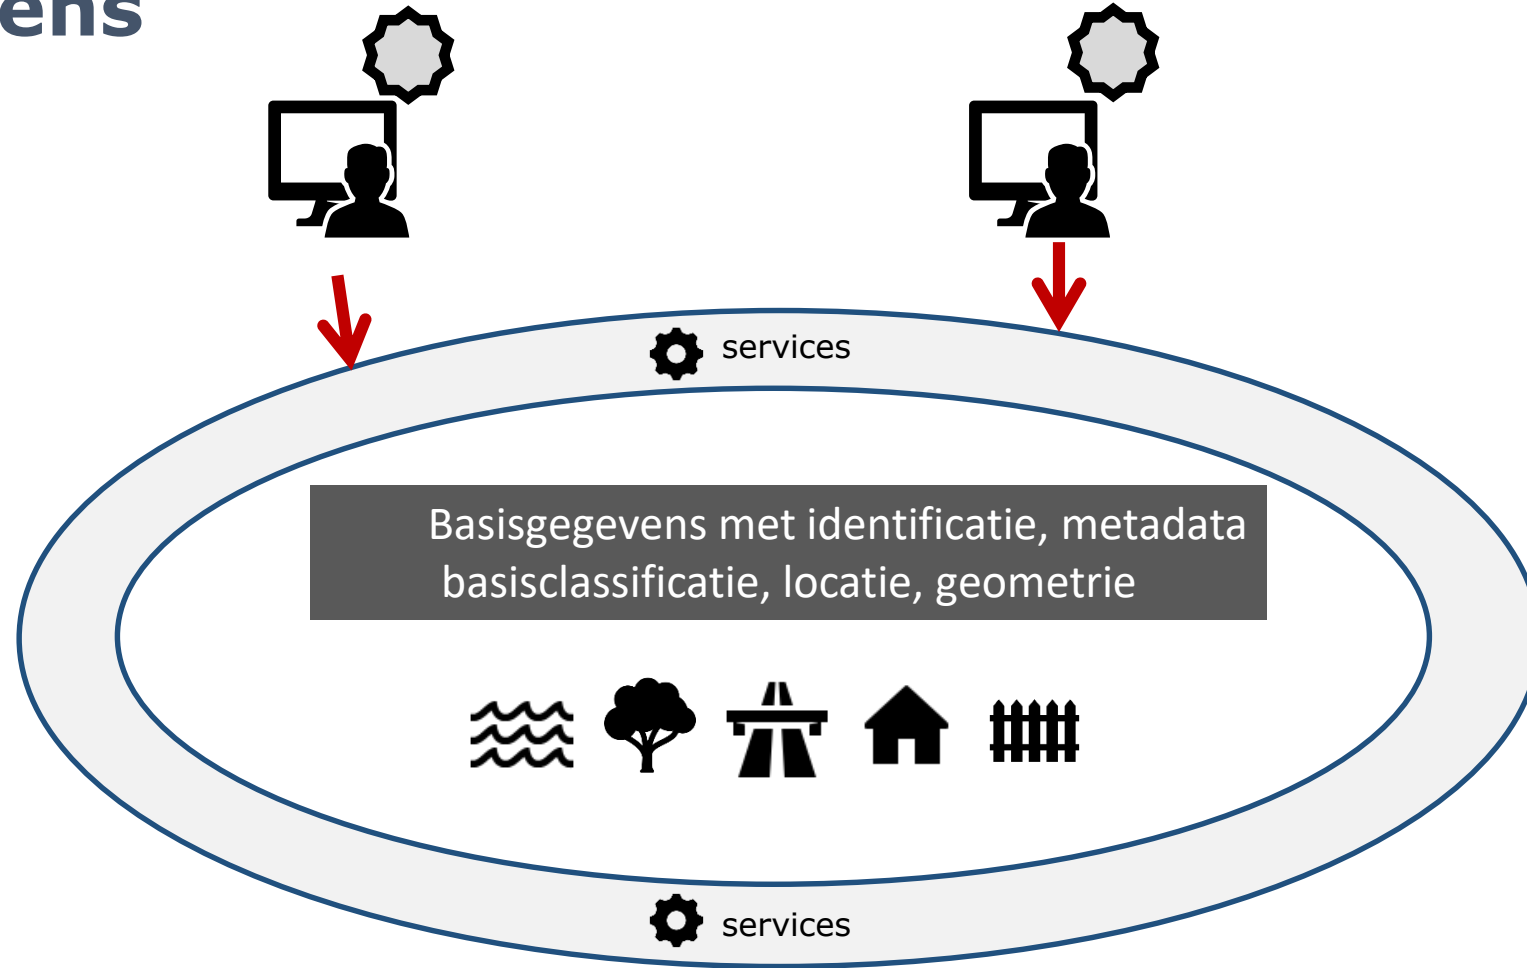 ens
services
Basisgegevens met identificatie, metadata
basisclassificatie, locatie, geometrie
services